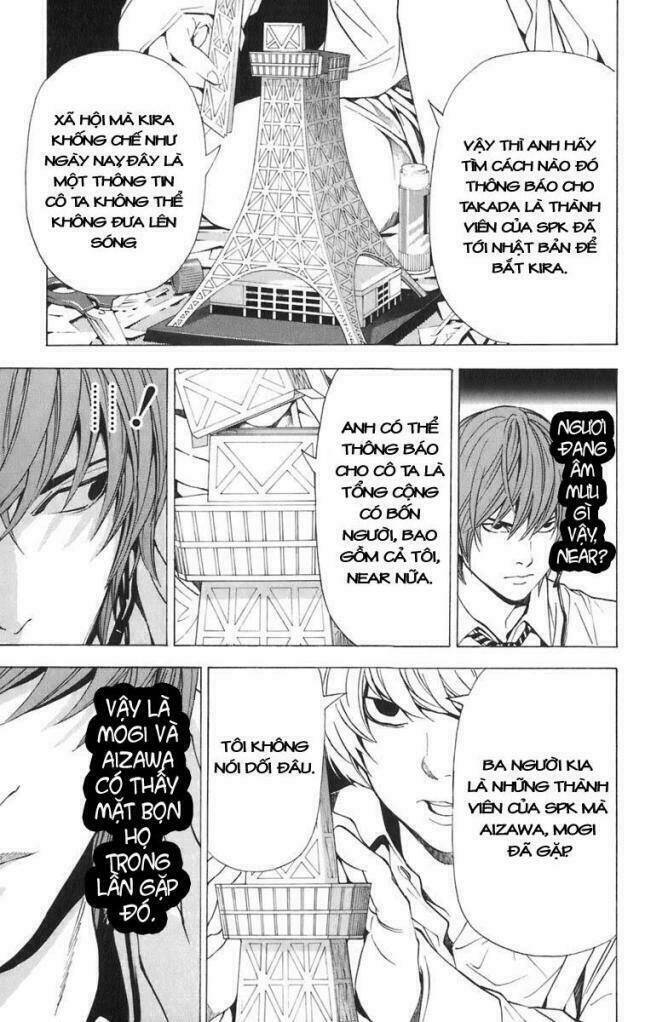 VẬY THÌ ANH HÃY
TÌM CÁCH NÀO ĐÓ
THÔNG BÁO CHO
TAKADA LÀ THÀNH
VIÊN CỦA SPK ĐÃ
TỚI NHẬT BẢN ĐỂ
BẮT KIRA.
XÃ HỘI MÀ KIRA
KHỐNG CHẾ NHƯ
NGÀY NAY, ĐÂY LÀ
MỘT THÔNG TIN
CÔ TA KHÔNG THỂ
KHÔNG ĐƯA LÊN
SÓNG
NGƯƠI
ĐANG
ÂM
MƯU
GÌ
VẬY,
NEAR?
ANH CÓ THỂ
THÔNG BÁO
CHO CÔ TA LÀ
TỔNG CỘNG
CÓ BỐN
NGƯỜI, BAO
GỒM CẢ TÔI,
NEAR NỮA.
......!
BA NGƯỜI KIA
LÀ NHỮNG THÀNH
VIÊN CỦA SPK MÀ
AIZAWA, MOGI
ĐÃ GẶP.
TÔI KHÔNG
NÓI DỐI ĐÂU.
VẬY LÀ
MOGI VÀ
AIZAWA
CÓ THẤY
MẶT BỌN
HỌ
TRONG
LẦN GẶP
ĐÓ.